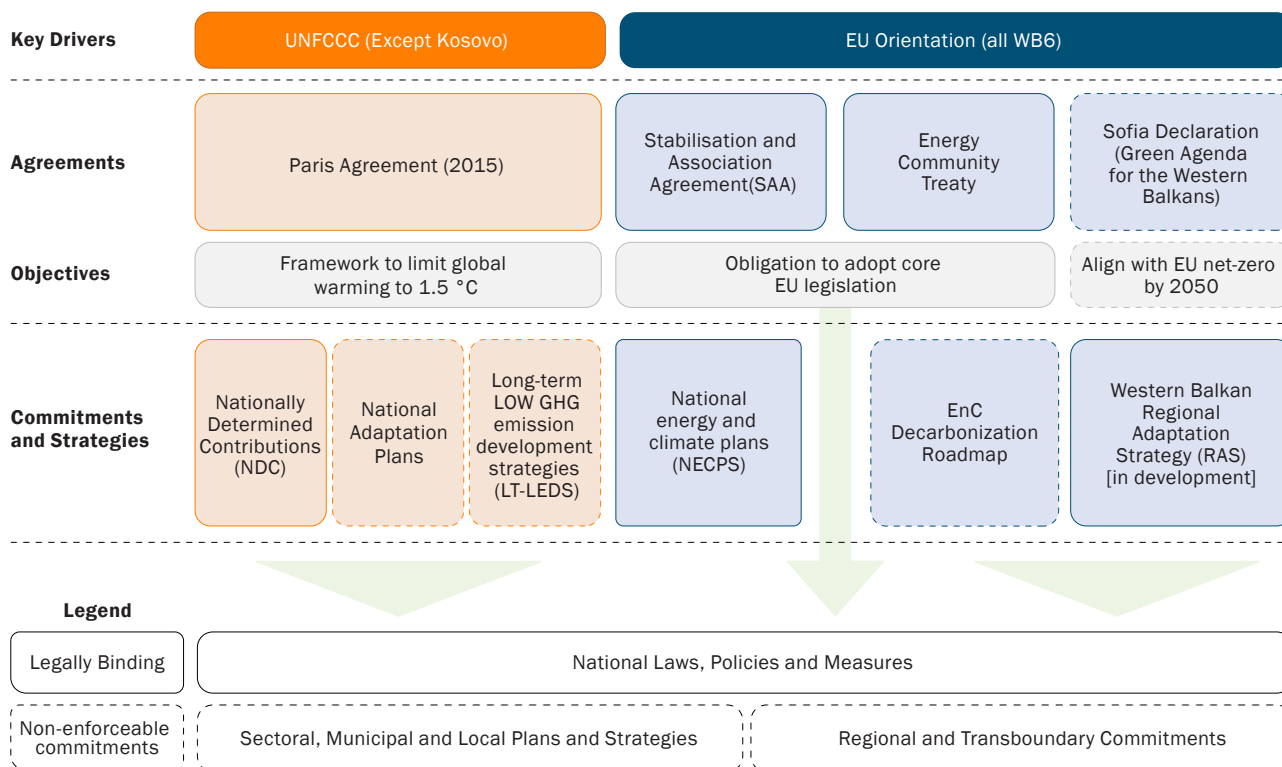 Key Drivers
UNFCCC (Except Kosovo)
EU Orientation (all WB6)
Agreements
Paris Agreement (2015)
Stabilisation and
Association
Agreement(SAA)
Energy
Community
Treaty
Sofia Declaration
(Green Agenda
for the Western
Balkans)
Objectives
Framework to limit global
warming to 1.5 °C
Obligation to adopt core
EU legislation
Align with EU net-zero
by 2050
Commitments
and Strategies
Nationally
Determined
Contributions
(NDC)
National
Adaptation
Plans
Long-term
LOW GHG
emission
development
strategies
(LT-LEDS)
National
energy and
climate plans
(NECPS)
EnC
Decarbonization
Roadmap
Western Balkan
Regional
Adaptation
Strategy (RAS)
[in development]
Legend
Legally Binding
National Laws, Policies and Measures
Non-enforceable
commitments
Sectoral, Municipal and Local Plans and Strategies
Regional and Transboundary Commitments